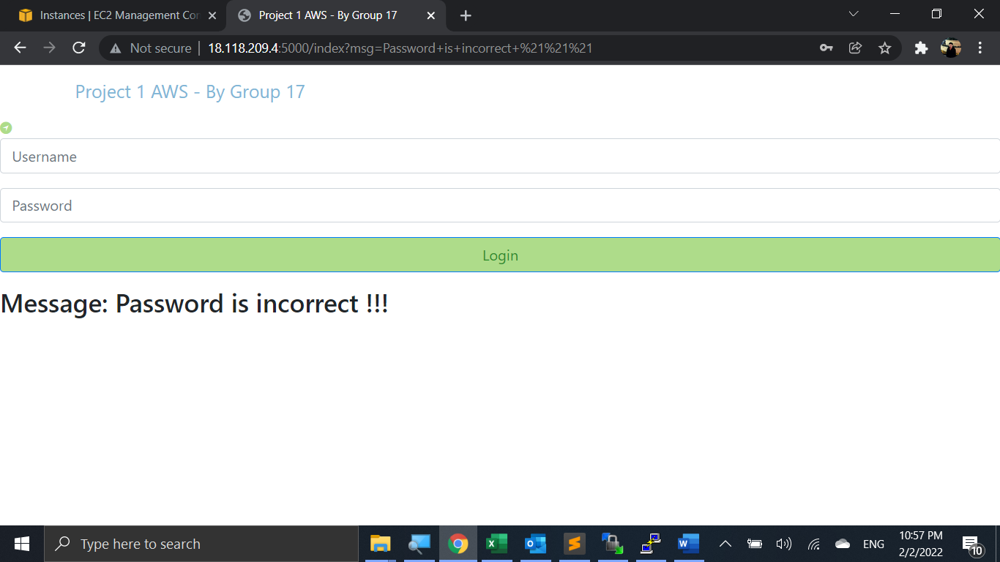 Instances | EC2 Management Con
Project 1 AWS - By Group 17
Not secure | 18.118.209.4:5000/index?msg=Password+is+incorrect+%21%21%21
Project 1 AWS - By Group 17
Username
Password
Login
Message: Password is incorrect !!!
Type here to search
ENG
10:57 PM
2/2/2022
10